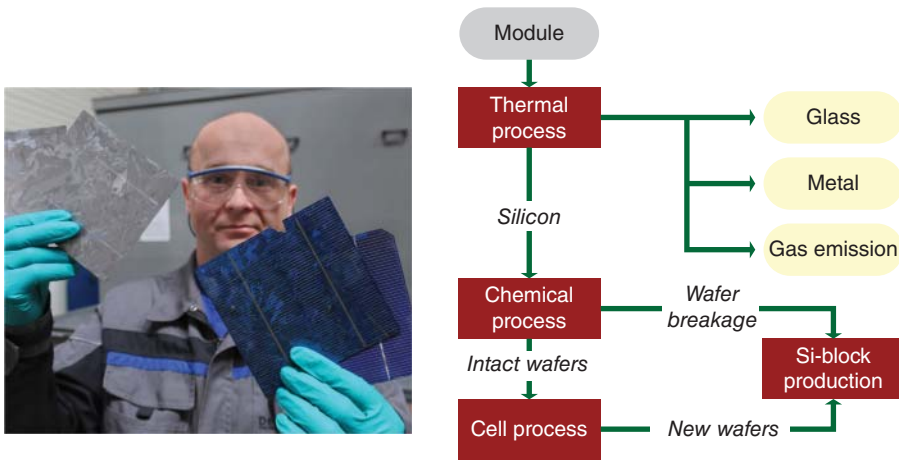 Module
Thermal
process
Glass
Metal
Silicon
Gas emission
Chemical
process
Wafer
breakage
Intact wafers
Si-block
production
Cell process
New wafers